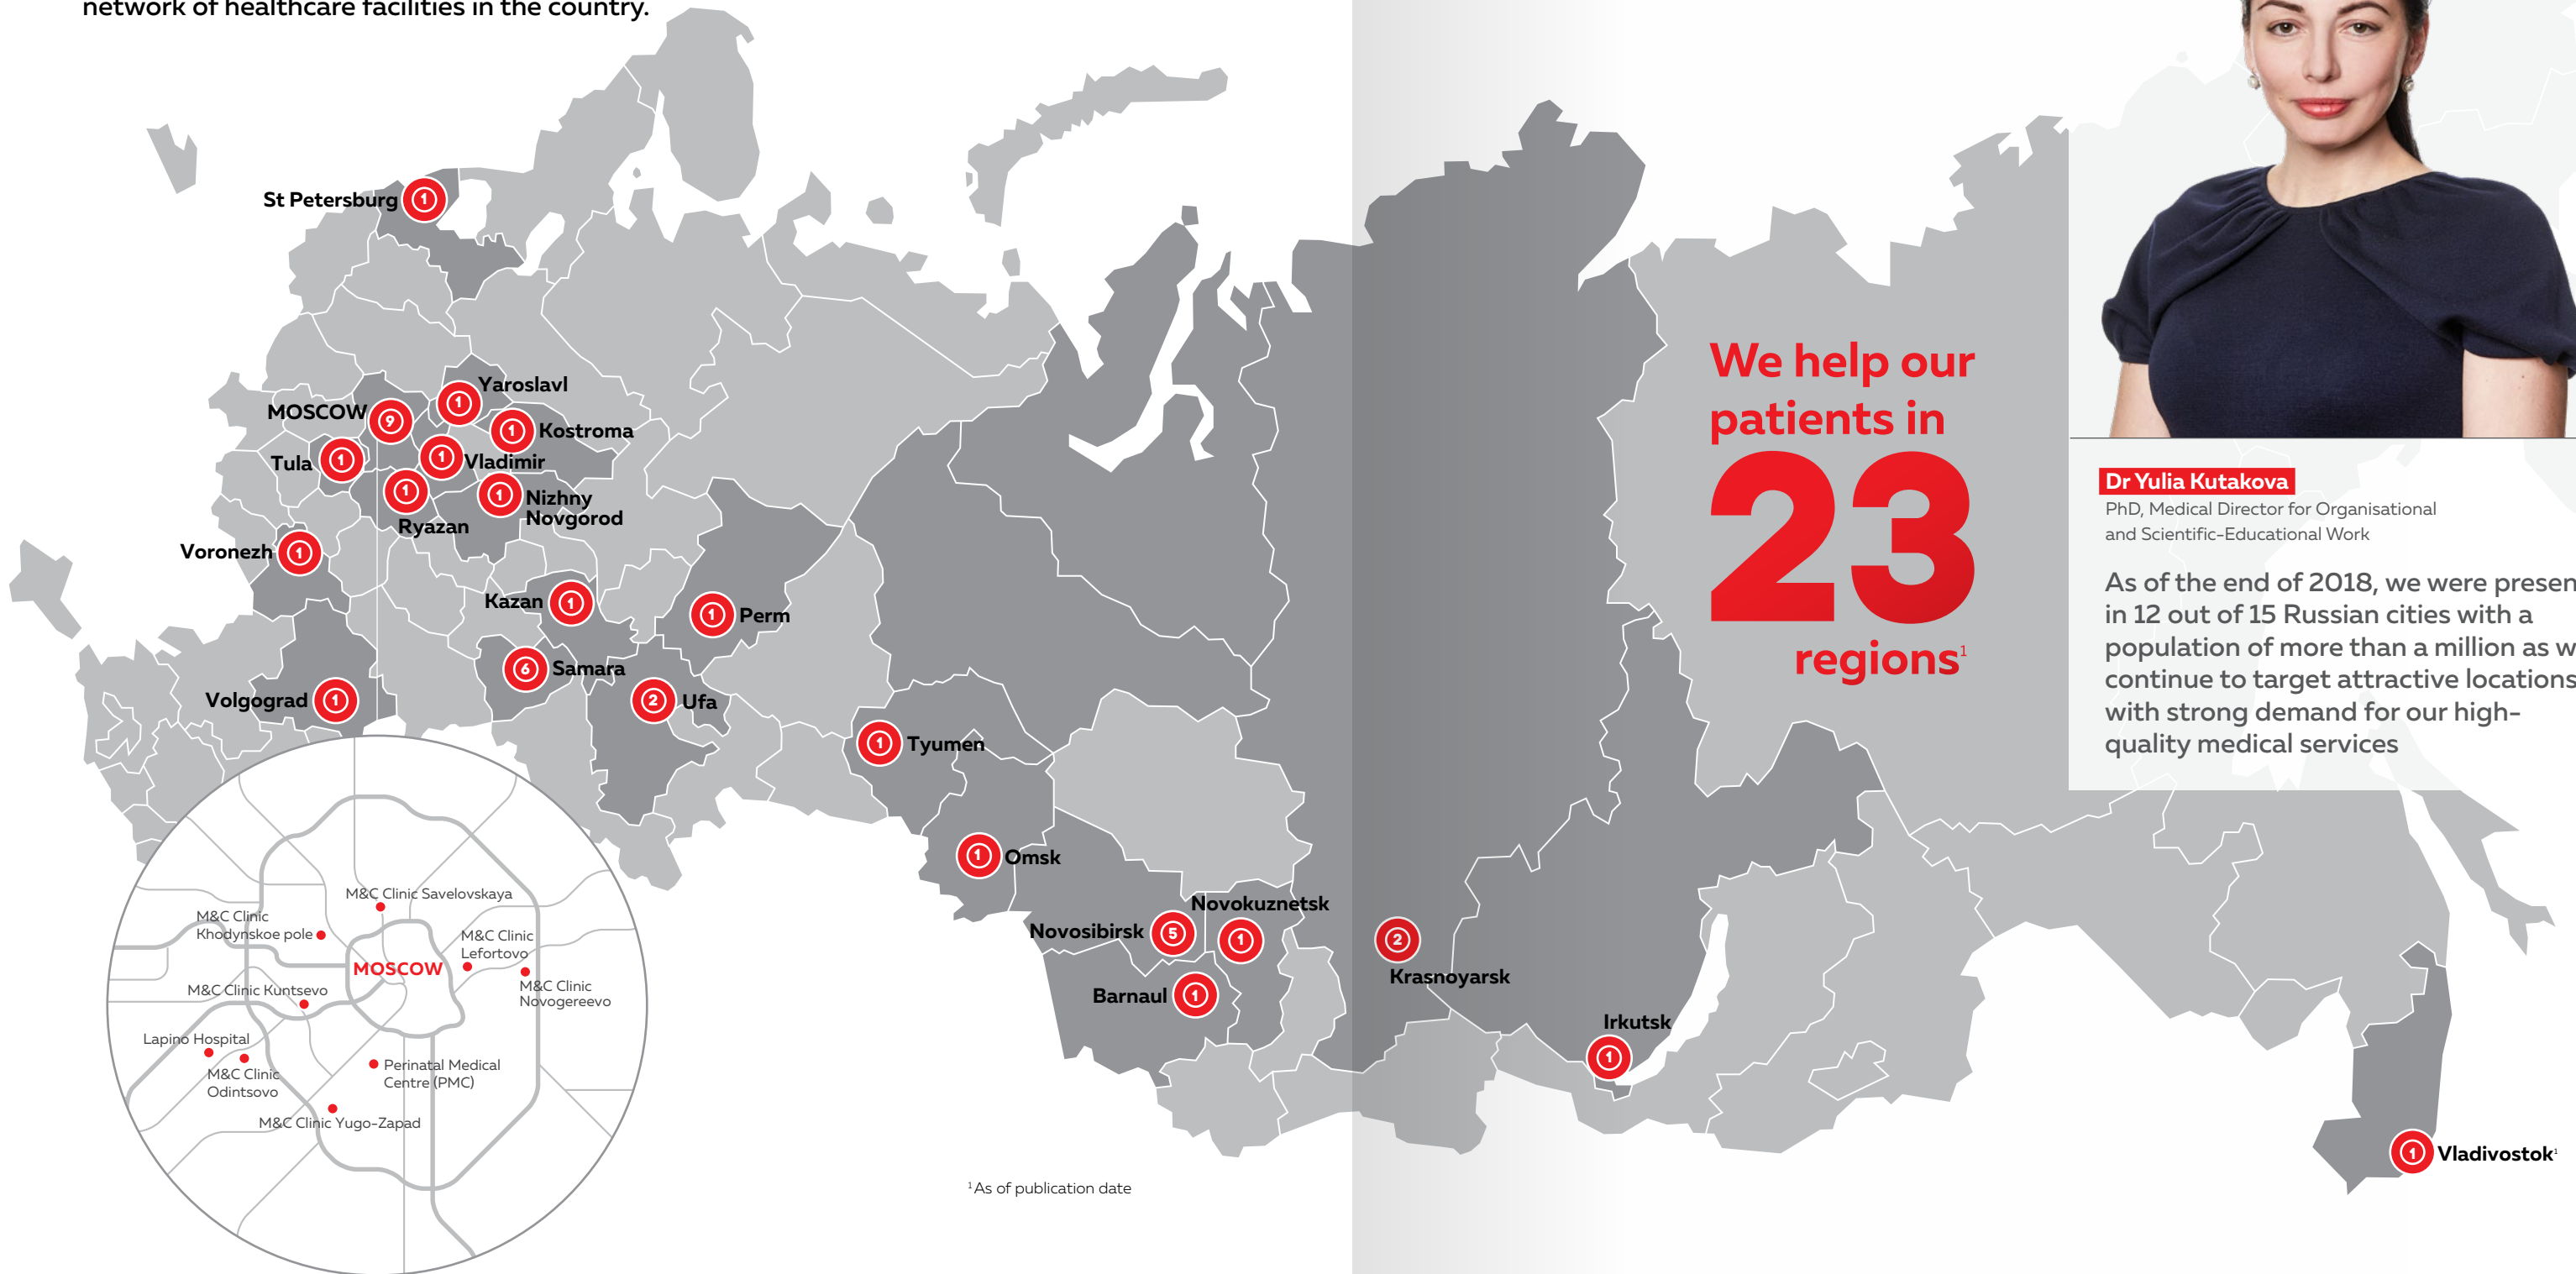 network of healthcare facilities in the country.
St Petersburg 1
Yaroslavl
1
MOSCOW
9
1 Kostroma
Tula 1
1 Vladimir
1
Ryazan
1 Nizhny
Novgorod
Voronezh 1
Kazan 1
1 Perm
6 Samara
Volgograd 1
2 Ufa
1 Tyumen
1 Omsk
Novokuznetsk
1
Novosibirsk 5
Barnaul 1
2
Krasnoyarsk
Irkutsk
1
1 Vladivostok¹
M&C Clinic Savelovskaya
M&C Clinic
Khodynskoe pole
M&C Clinic
Lefortovo
MOSCOW
M&C Clinic
Novogereevo
M&C Clinic Kuntsevo
Lapino Hospital
M&C Clinic
Odintsovo
Perinatal Medical
Centre (PMC)
M&C Clinic Yugo-Zapad
¹ As of publication date
We help our
patients in
23
regions¹
Dr Yulia Kutakova
PhD, Medical Director for Organisational
and Scientific-Educational Work
As of the end of 2018, we were presen
in 12 out of 15 Russian cities with a
population of more than a million as w
continue to target attractive locations
with strong demand for our high-
quality medical services